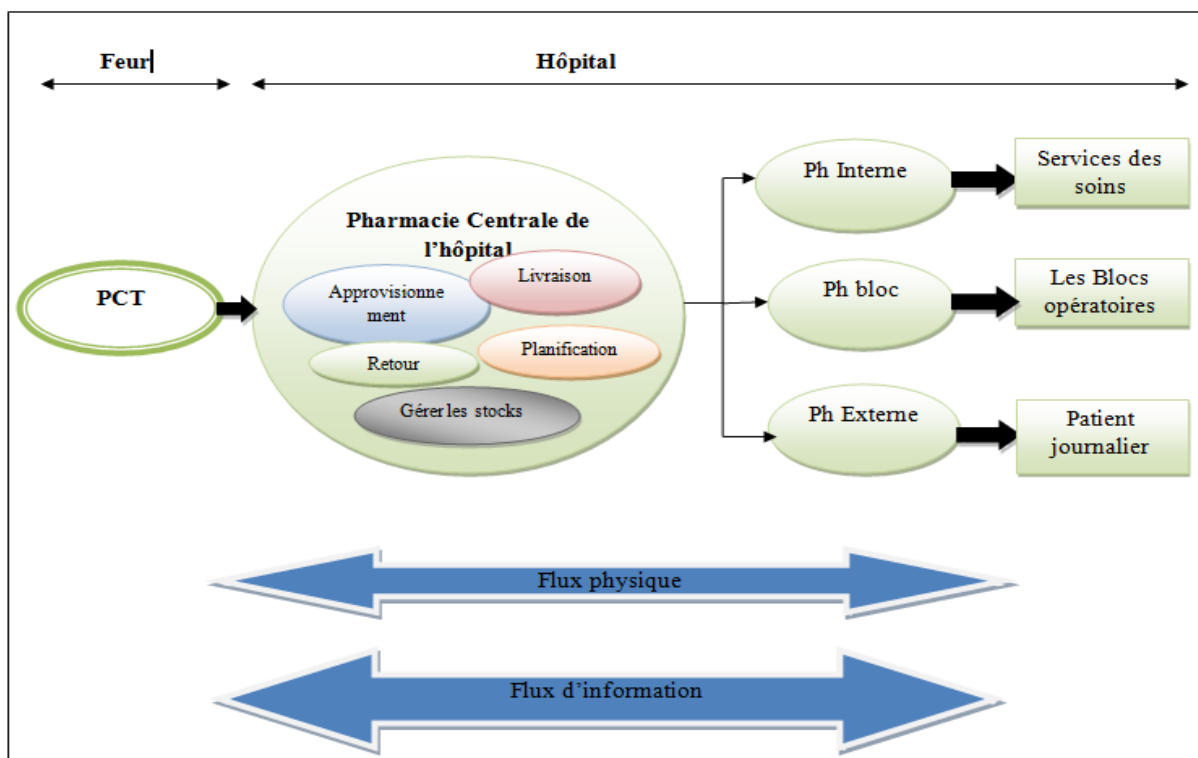 Feur
Hôpital
Pharmacie Centrale de
l'hôpital
PCT
Approvisionne
ment
Livraison
Retour
Planification
Gérer les stocks
Ph Interne
Services des
soins
Ph bloc
Les Blocs
opératoires
Ph Externe
Patient
journalier
Flux physique
Flux d'information